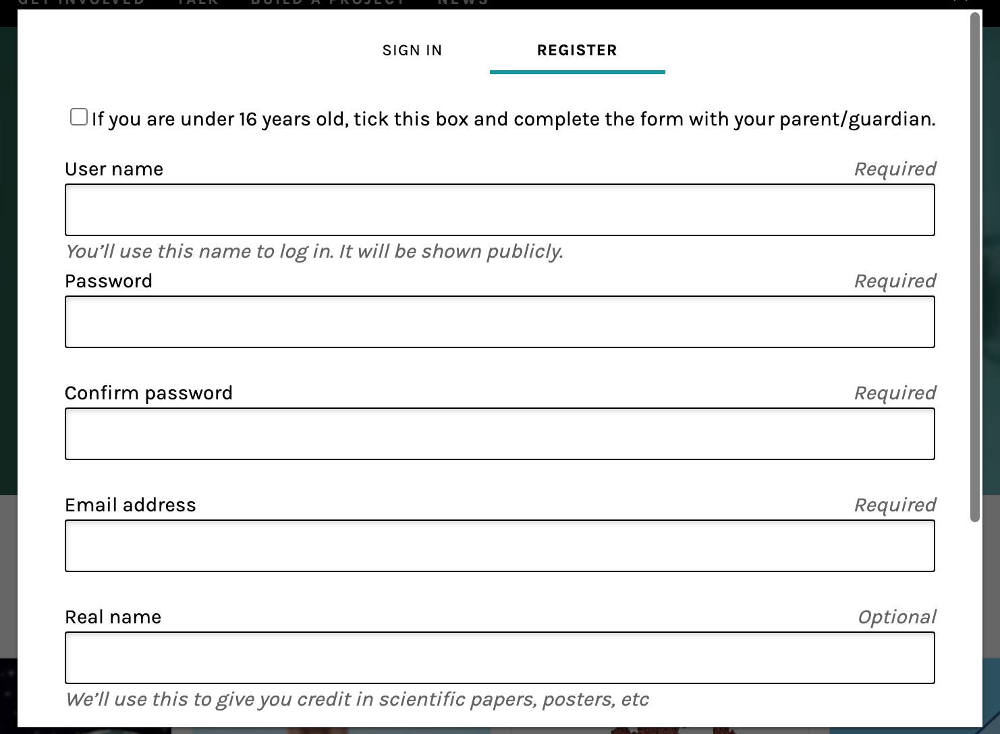 GET INVOLVED TALK BUILD A PROJECT NEWS
SIGN IN REGISTER
If you are under 16 years old, tick this box and complete the form with your parent/guardian.
User name Required
You’ll use this name to log in. It will be shown publicly.
Password Required
Confirm password Required
Email address Required
Real name Optional
We’ll use this to give you credit in scientific papers, posters, etc